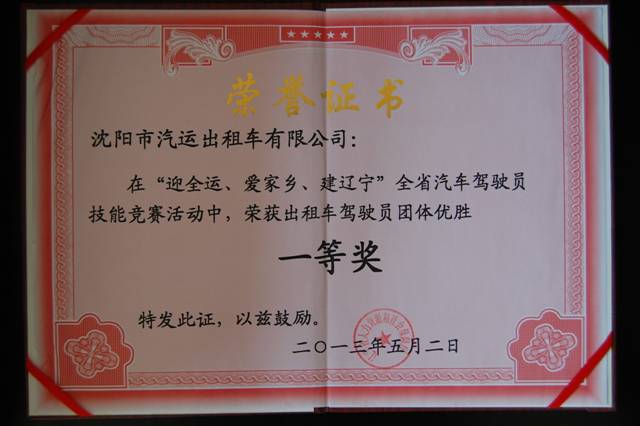 荣誉证书
沈阳市汽运出租车有限公司：
在“迎全运、爱家乡、建辽宁”全省汽车驾驶员
技能竞赛活动中，荣获出租车驾驶员团体优胜
一等奖
特发此证，以兹鼓励。
二〇一三年五月二日